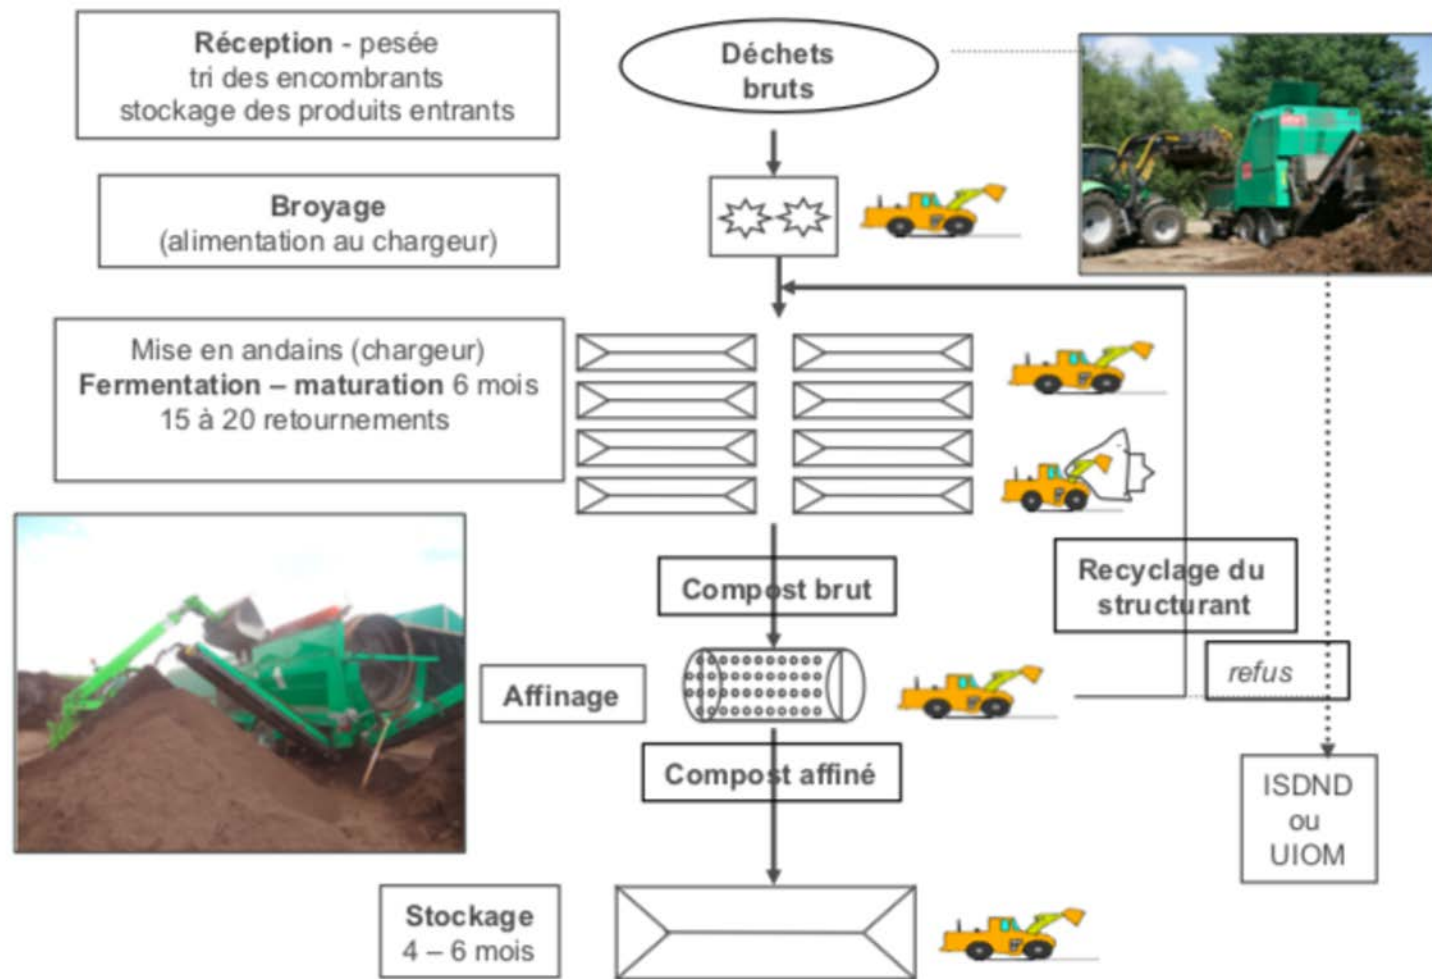 Réception - pesée
tri des encombrants
stockage des produits entrants
Déchets
bruts
Broyage
(alimentation au chargeur)
Mise en andains (chargeur)
Fermentation – maturation 6 mois
15 à 20 retournements
Compost brut
Recyclage du
structurant
Affinage
refus
Compost affiné
ISDND
ou
UIOM
Stockage
4 – 6 mois